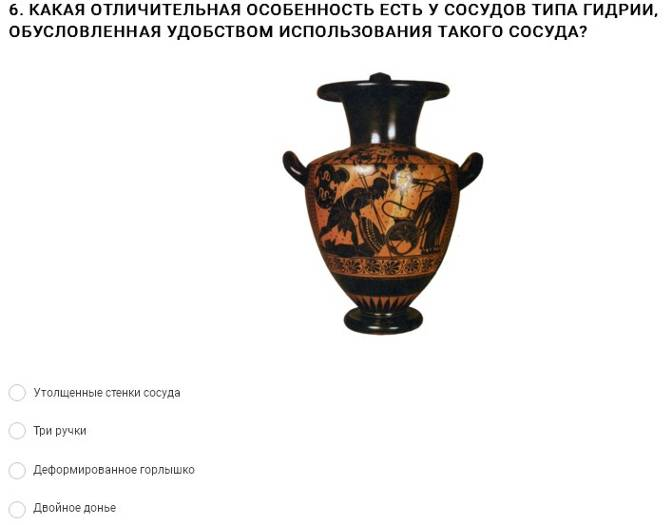 6. КАКАЯ ОТЛИЧИТЕЛЬНАЯ ОСОБЕННОСТЬ ЕСТЬ У СОСУДОВ ТИПА ГИДРИИ,
ОБУСЛОВЛЕННАЯ УДОБСТВОМ ИСПОЛЬЗОВАНИЯ ТАКОГО СОСУДА?
Утолщенные стенки сосуда
Три ручки
Деформированное горлышко
Двойное донье